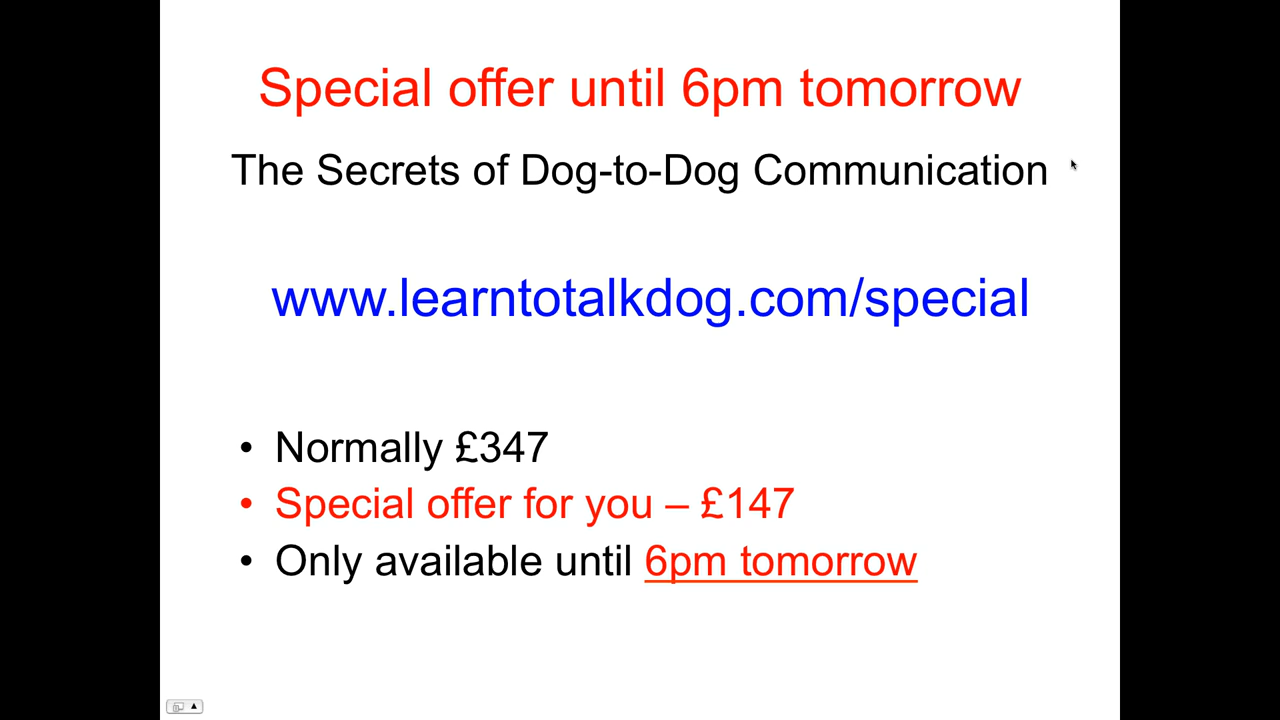 Special offer until 6pm tomorrow
The Secrets of Dog-to-Dog Communication
www.learntotalkdog.com/special
• Normally £347
• Special offer for you – £147
• Only available until 6pm tomorrow